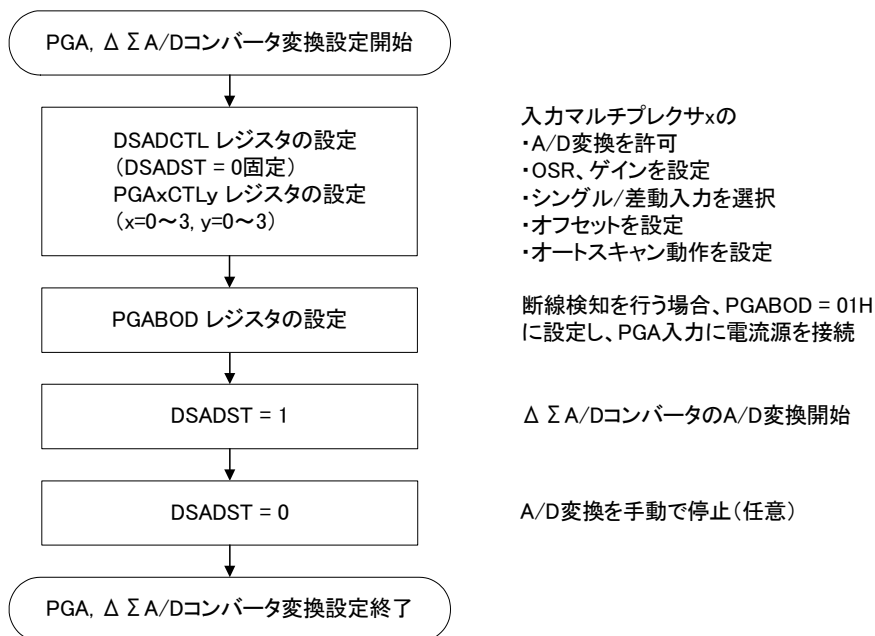 PGA, Δ Σ A/Dコンバータ変換設定開始
DSADCTL レジスタの設定
（DSADST = 0固定）
PGAxCTLy レジスタの設定
（x=0～3, y=0～3）
入力マルチプレクサxの
・A/D変換を許可
・OSR、ゲインを設定
・シングル/差動入力を選択
・オフセットを設定
・オートスキャン動作を設定
PGABOD レジスタの設定
断線検知を行う場合、PGABOD = 01H
に設定し、PGA入力に電流源を接続
DSADST = 1
Δ Σ A/DコンバータのA/D変換開始
DSADST = 0
A/D変換を手動で停止（任意）
PGA, Δ Σ A/Dコンバータ変換設定終了